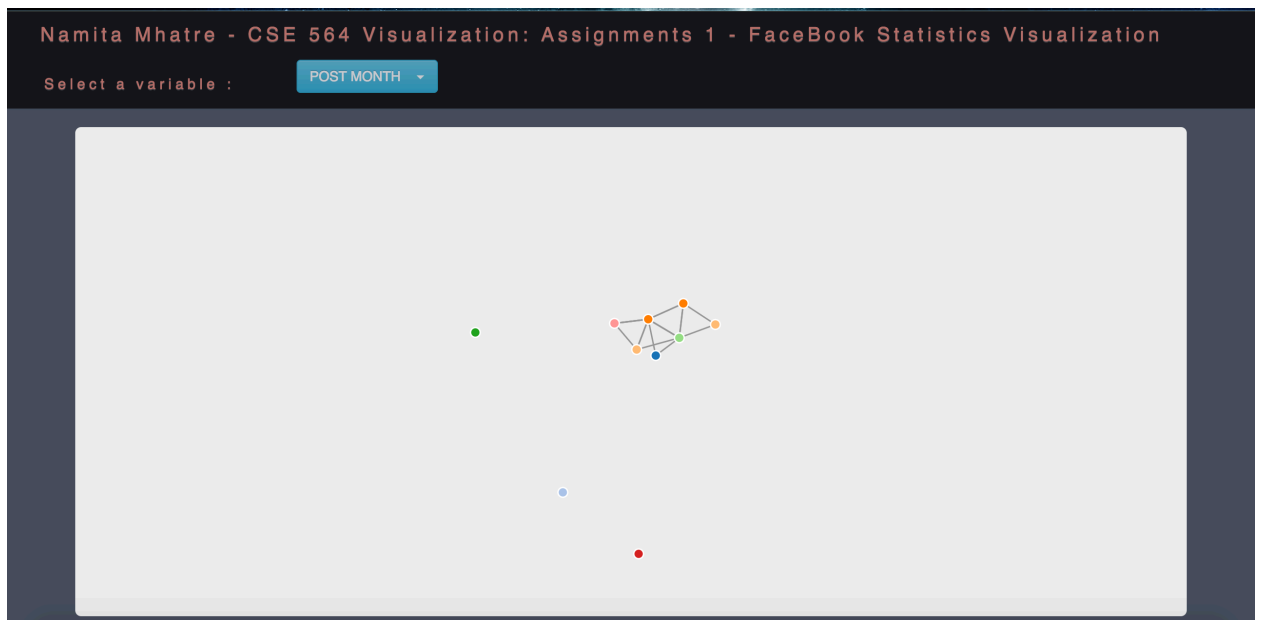 Namita Mhatre - CSE 564 Visualization: Assignments 1 - FaceBook Statistics Visualization
Select a variable :
POST MONTH